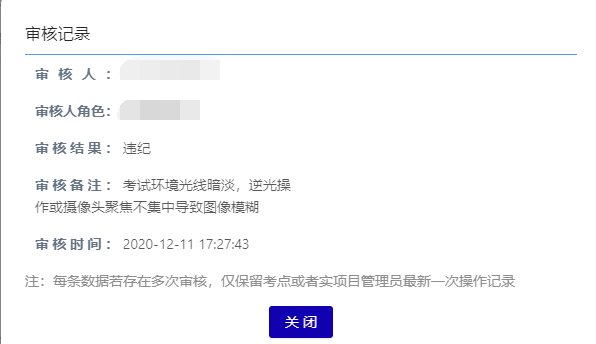 审核记录
审 核 人 ：
审核人角色：
审核结果： 违纪
审核备注： 考试环境光线暗淡，逆光操
作或摄像头聚焦不集中导致图像模糊
审核时间： 2020-12-11 17:27:43
注：每条数据若存在多次审核，仅保留考点或者实项目管理员最新一次操作记录
关闭